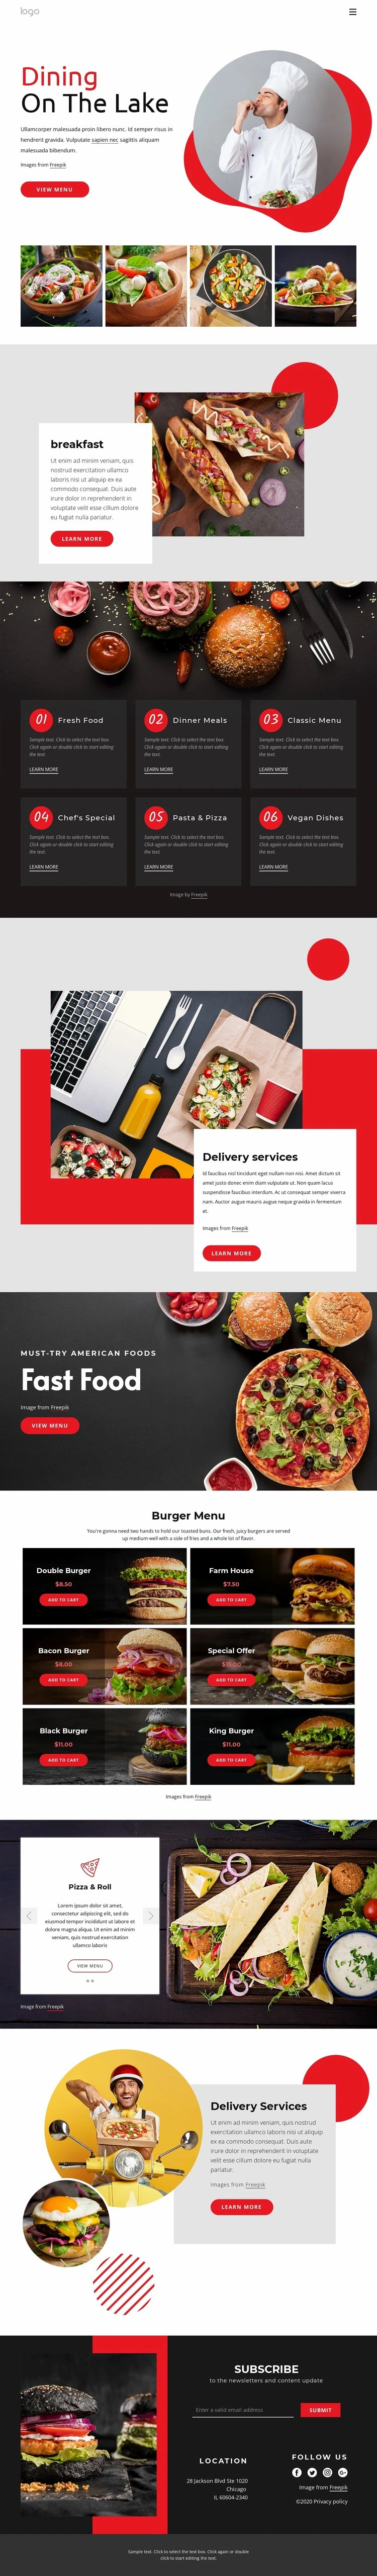 logo
Dining
On The Lake
Ullamcorper malesuada proin libero nunc. Id semper risus in
hendrerit gravida. Vulputate sapien nec sagittis aliquam
malesuada bibendum.
Images from Freepik
VIEW MENU
breakfast
Ut enim ad minim veniam, quis
nostrud exercitation ullamco
laboris nisi ut aliquip ex ea
commodo consequat. Duis aute
irure dolor in reprehenderit in
voluptate velit esse cillum dolore
eu fugiat nulla pariatur.
LEARN MORE
01 Fresh Food
Sample text. Click to select the text box.
Click again or double click to start editing
the text.
LEARN MORE
02 Dinner Meals
Sample text. Click to select the text box.
Click again or double click to start editing
the text.
LEARN MORE
03 Classic Menu
Sample text. Click to select the text box.
Click again or double click to start editing
the text.
LEARN MORE
04 Chef's Special
Sample text. Click to select the text box.
Click again or double click to start editing
the text.
LEARN MORE
05 Pasta & Pizza
Sample text. Click to select the text box.
Click again or double click to start editing
the text.
LEARN MORE
06 Vegan Dishes
Sample text. Click to select the text box.
Click again or double click to start editing
the text.
LEARN MORE
Image by Freepik
Delivery services
Id faucibus nisl tincidunt eget nullam non nisi. Amet dictum sit
amet justo donec enim diam vulputate ut. Non quam lacus
suspendisse faucibus interdum. Ac ut consequat semper viverra
nam. Auctor augue mauris augue neque gravida in fermentum
et.
Images from Freepik
LEARN MORE
MUST-TRY AMERICAN FOODS
Fast Food
Image from Freepik
VIEW MENU
Burger Menu
You're gonna need two hands to hold our toasted buns. Our fresh, juicy burgers are served
up medium-well with a side of fries and a whole lot of flavor.
Double Burger
$8.50
ADD TO CART
Farm House
$7.50
ADD TO CART
Bacon Burger
$8.00
ADD TO CART
Special Offer
ADD TO CART
Black Burger
$11.00
ADD TO CART
King Burger
$11.00
ADD TO CART
Images from Freepik
Pizza & Roll
Lorem ipsum dolor sit amet,
consectetur adipiscing elit, sed do
eiusmod tempor incididunt ut labore et
dolore magna aliqua. Ut enim ad minim
veniam, quis nostrud exercitation
ullamco laboris
VIEW MENU
Image from Freepik
Delivery Services
Ut enim ad minim veniam, quis nostrud
exercitation ullamco laboris nisi ut aliquip
ex ea commodo consequat. Duis aute
irure dolor in reprehenderit in voluptate
velit esse cillum dolore eu fugiat nulla
pariatur.
Images from Freepik
LEARN MORE
SUBSCRIBE
to the newsletters and content update
Enter a valid email address
SUBMIT
LOCATION
28 Jackson Blvd Ste 1020
Chicago
IL 60604-2340
FOLLOW US
Image from Freepik
©2020 Privacy policy
Sample text. Click to select the text box. Click again or double
click to start editing the text.